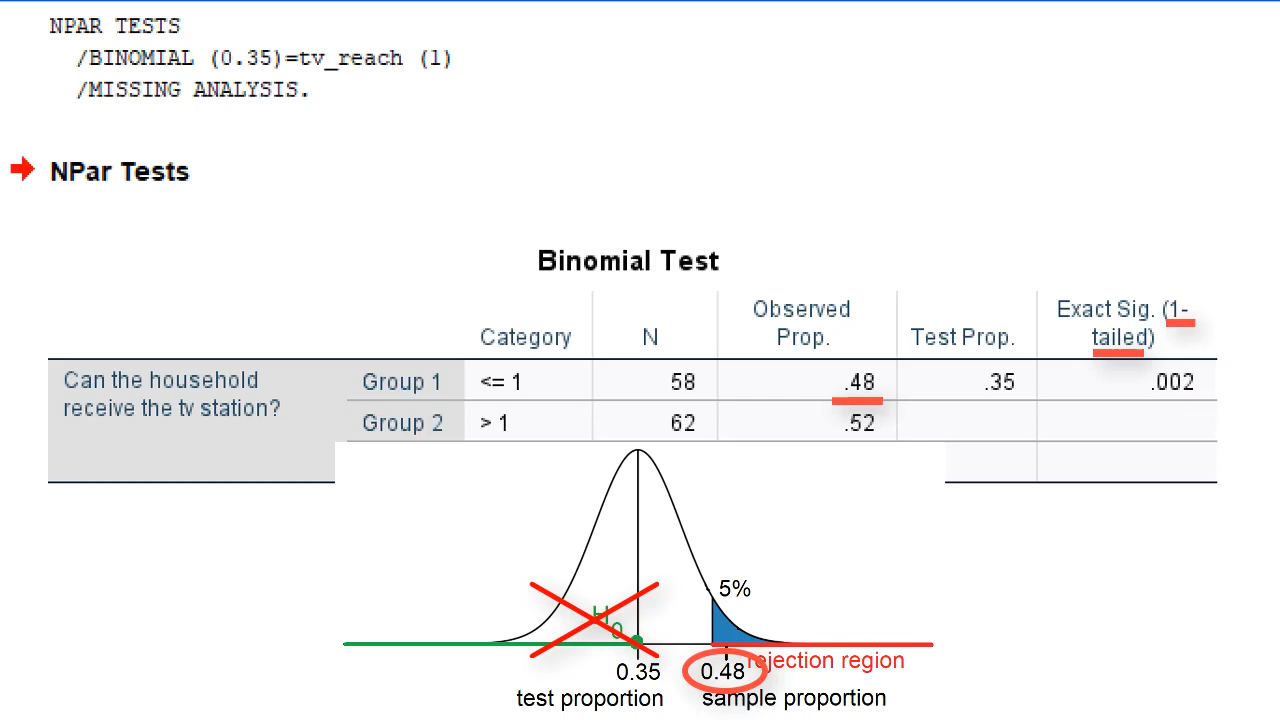 NPAR TESTS
/BINOMIAL (0.35)=tv_reach (1)
/MISSING ANALYSIS.
NPar Tests
Binomial Test
Category N Observed Prop. Test Prop. Exact Sig. (1-tailed)
Can the household receive the tv station? Group 1 <= 1 58 .48 .35 .002
Group 2 > 1 62 .52
5%
H0
0.35 0.48 rejection region
test proportion sample proportion